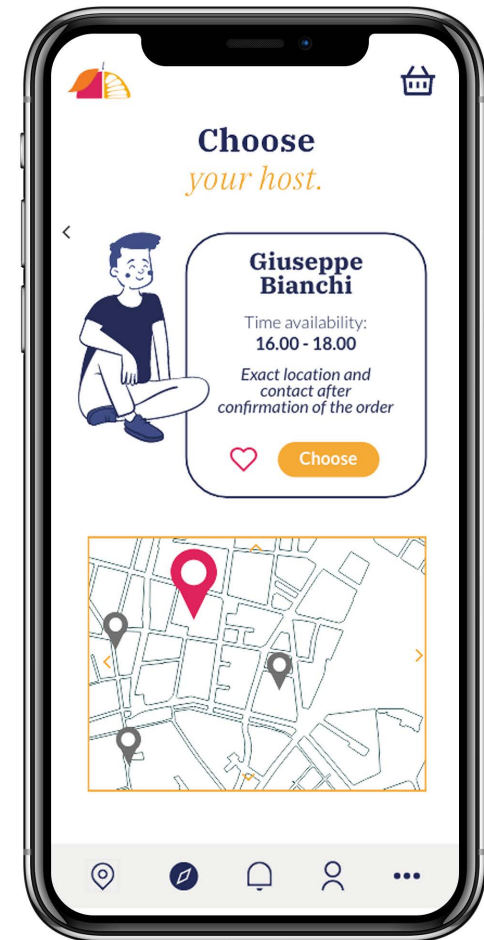 Choose
your host.
Giuseppe
Bianchi
Time availability:
16.00 - 18.00
Exact location and
contact after
confirmation of the order
Choose